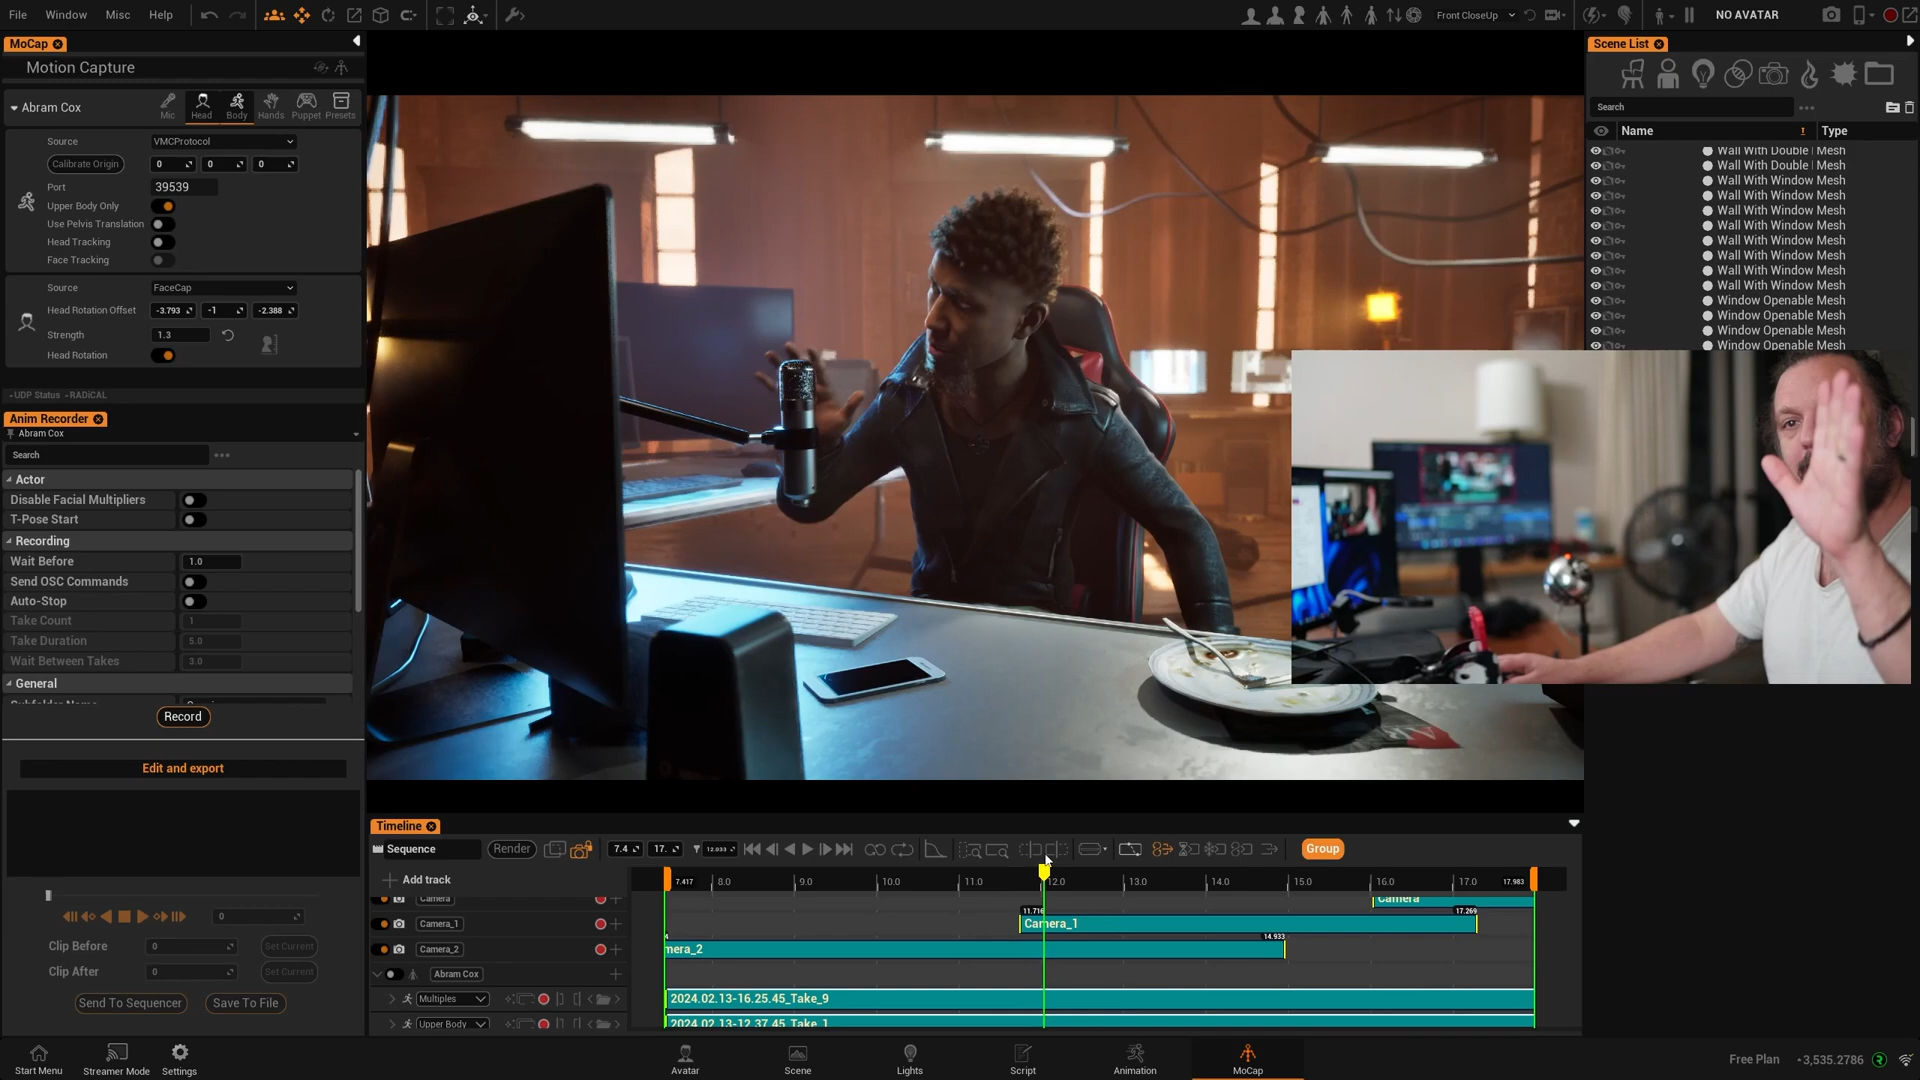 File Window Misc Help
Front CloseUp
NO AVATAR
MoCap
Motion Capture
Abram Cox
Mic Head Body Hands Puppet Presets
Source VMCProtocol
Calibrate Origin 0 0 0
Port 39539
Upper Body Only
Use Pelvis Translation
Head Tracking
Face Tracking
Source FaceCap
Head Rotation Offset -3.793 -1 -2.388
Strength 1.3
Head Rotation
UDP Status RADiCAL
Anim Recorder
Abram Cox
Search
Actor
Disable Facial Multipliers
T-Pose Start
Recording
Wait Before 1.0
Send OSC Commands
Auto-Stop
Take Count 1
Take Duration 5.0
Wait Between Takes 3.0
General
Record
Edit and export
0
Clip Before 0 Set Current
Clip After 0 Set Current
Send To Sequencer Save To File
Scene List
Search
Name ! Type
Wall With Double Mesh
Wall With Double Mesh
Wall With Window Mesh
Wall With Window Mesh
Wall With Window Mesh
Wall With Window Mesh
Wall With Window Mesh
Wall With Window Mesh
Wall With Window Mesh
Wall With Window Mesh
Window Openable Mesh
Window Openable Mesh
Window Openable Mesh
Window Openable Mesh
Timeline
Sequence Render 7.4 17. 12.033 Group
Add track
7.417 8.0 9.0 10.0 11.0 12.0 13.0 14.0 15.0 16.0 17.0 17.983
Camera Camera
11.716 17.269
Camera_1 Camera_1
14.933
Camera_2 mera_2
Abram Cox
Multiples 2024.02.13-16.25.45_Take_9
Upper Body 2024.02.13-12.37.45_Take_1
Start Menu Streamer Mode Settings
Avatar Scene Lights Script Animation MoCap
Free Plan 3,535.2786